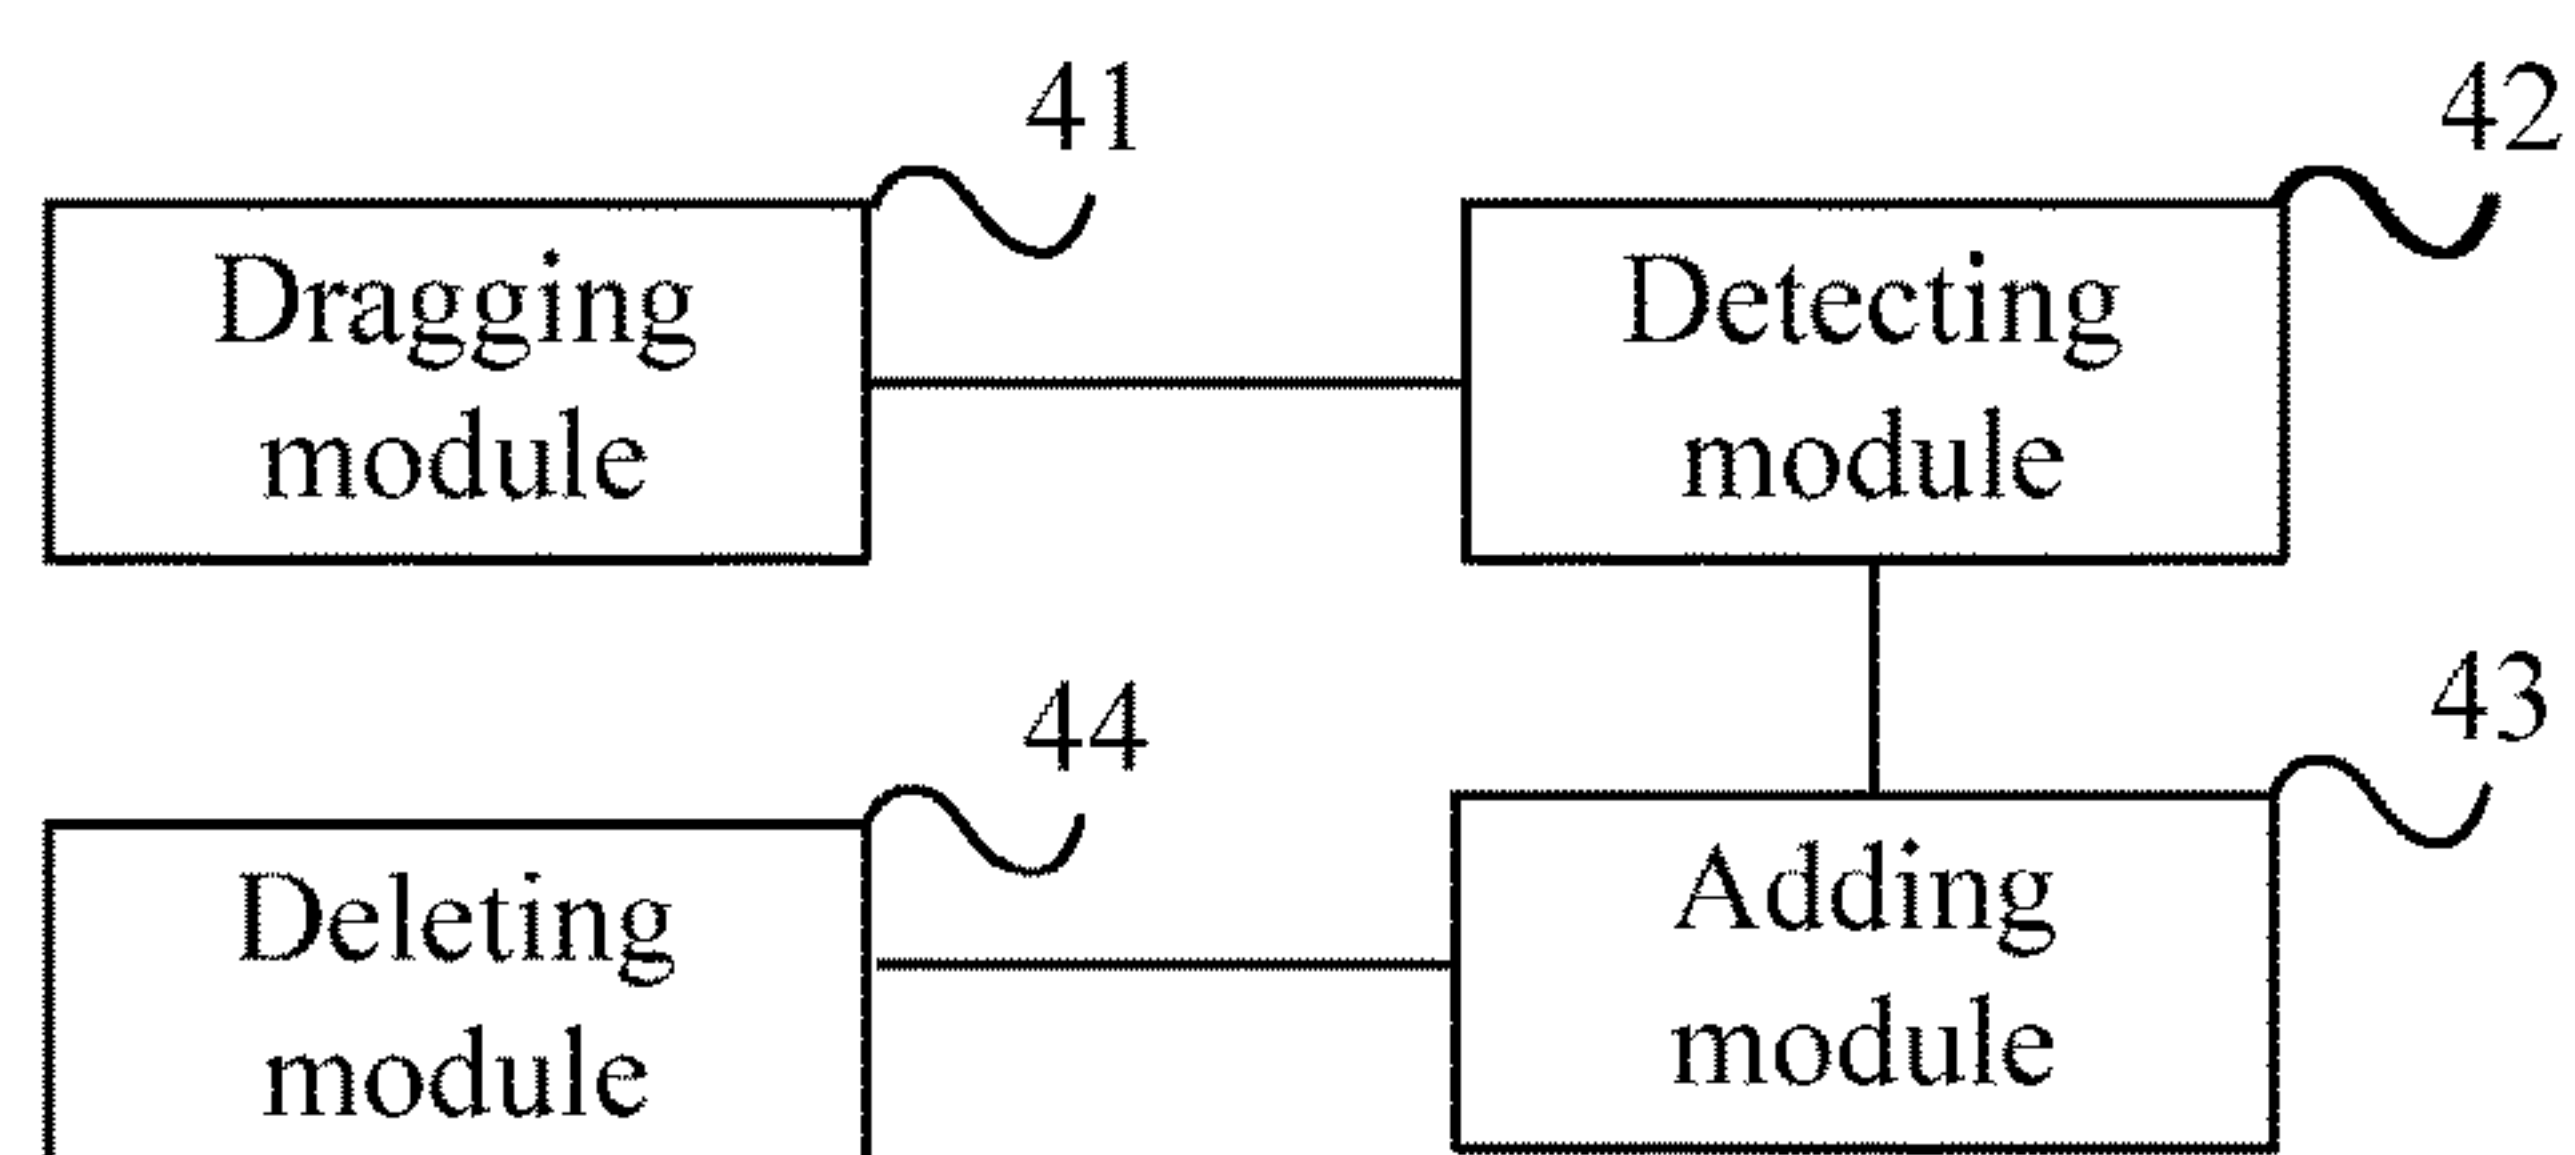 41
42
Dragging
module
Detecting
module
44
43
Deleting
module
Adding
module